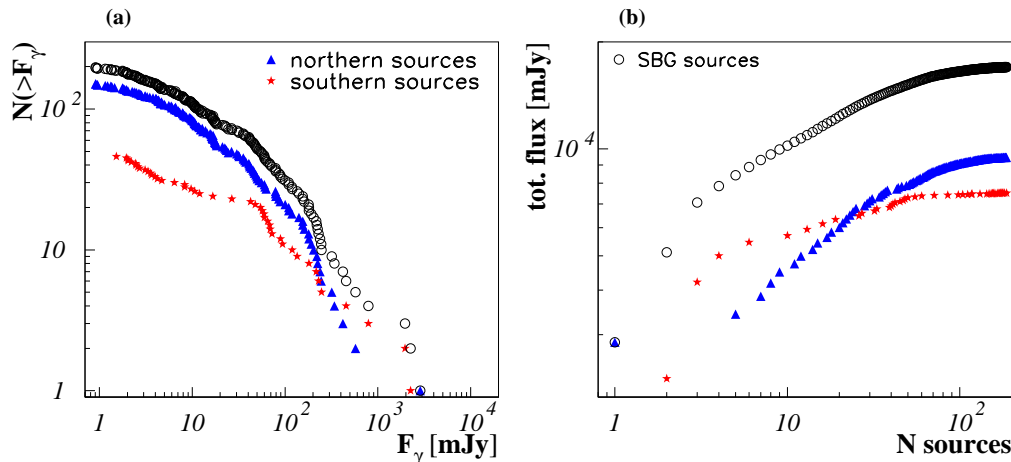 (a)
(b)
N(>F_γ)
northern sources
southern sources
10^2
10
1
1
10
10^2
10^3
10^4
F_γ [mJy]
tot. flux [mJy]
SBG sources
10^4
1
10
10^2
N sources